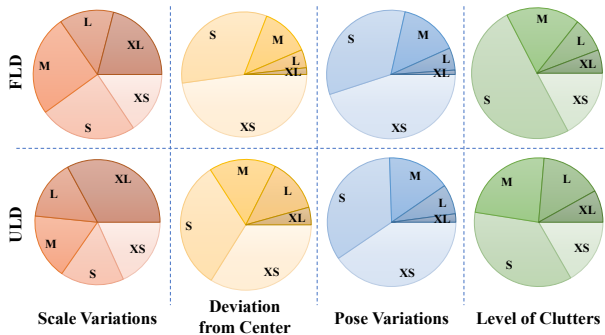 FLD
L
XL
M
XS
S
S
M
L
XL
XS
S
M
L
XL
XS
M
L
XL
S
XS
ULD
XL
L
M
XS
S
M
L
S
XL
XS
M
S
L
XL
XS
M
L
XL
S
XS
Scale Variations
Deviation
from Center
Pose Variations
Level of Clutters